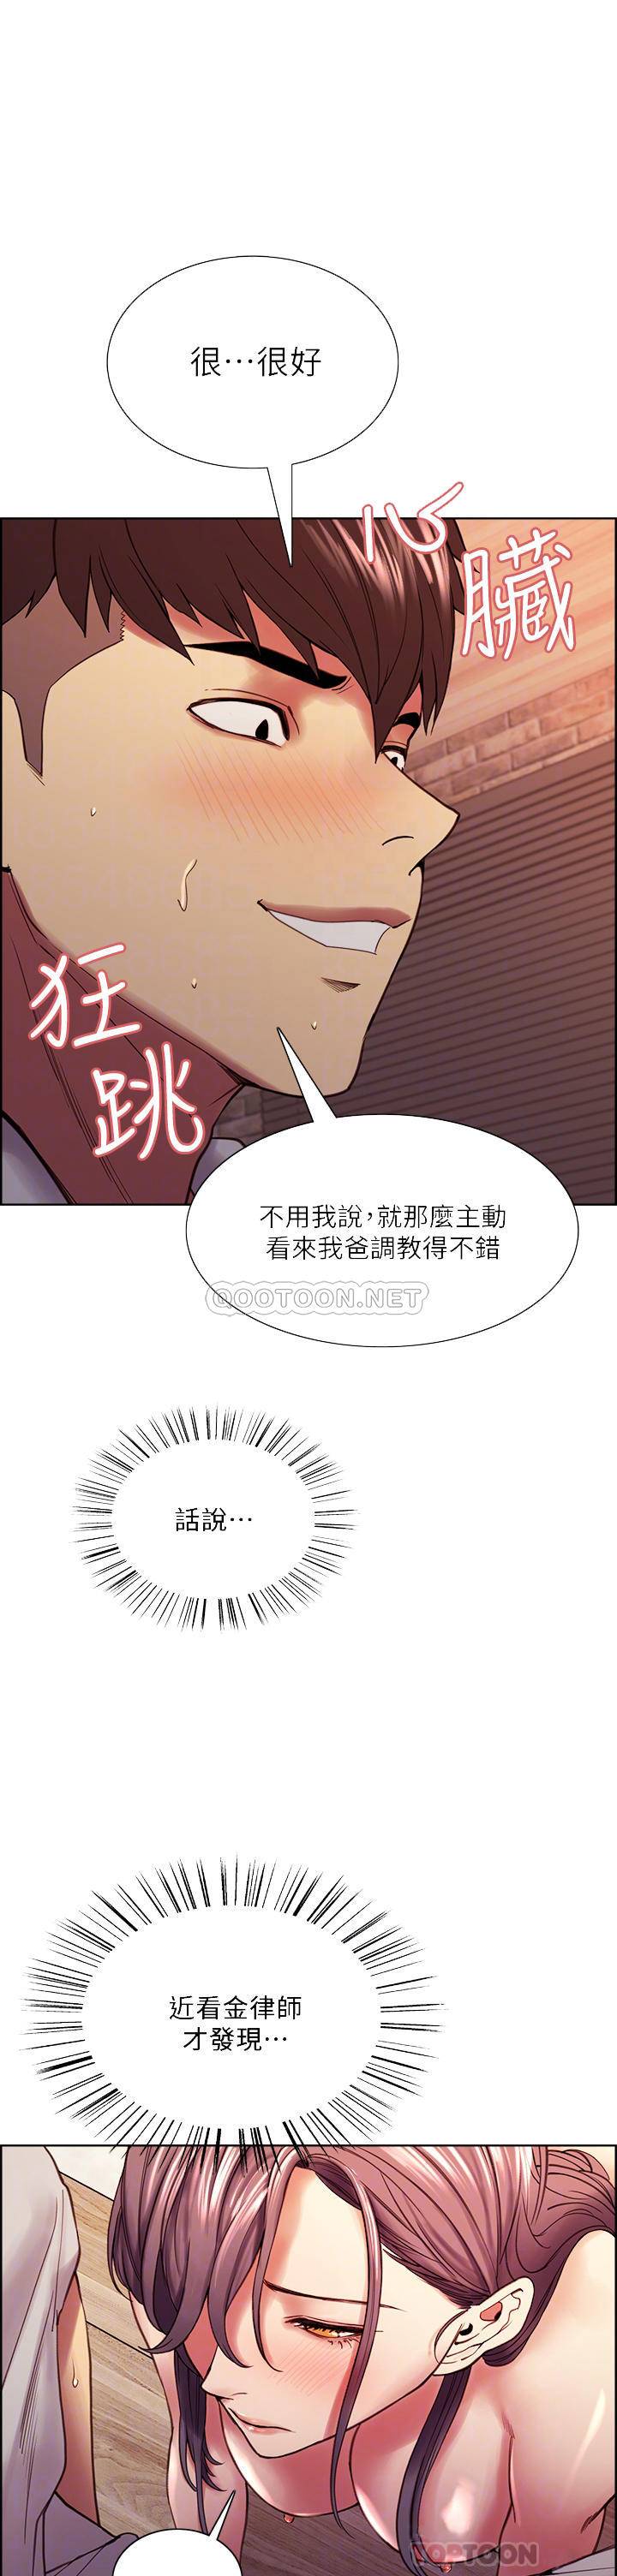 很…很好
心
臟
狂
跳
不用我說,就那麼主動
看來我爸調教得不錯
QOOTOON.NET
話說…
近看金律師
才發現…
TOPTOON